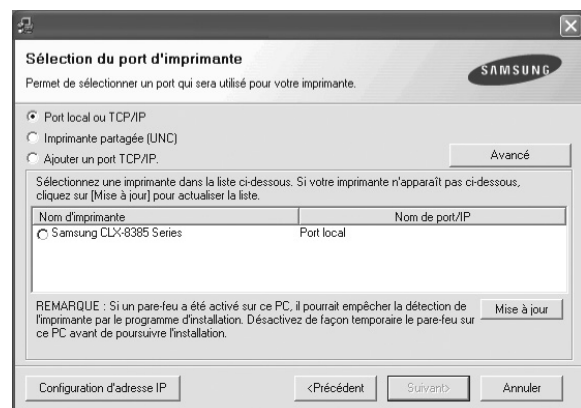 Sélection du port d'imprimante
Permet de sélectionner un port qui sera utilisé pour votre imprimante.
SAMSUNG
Port local ou TCP/IP
Imprimante partagée (UNC)
Ajouter un port TCP/IP.
Avancé
Sélectionnez une imprimante dans la liste ci-dessous. Si votre imprimante n'apparaît pas ci-dessous,
cliquez sur [Mise à jour] pour actualiser la liste.
Nom d'imprimante Nom de port/IP
Samsung CLX-8385 Series Port local
REMARQUE : Si un pare-feu a été activé sur ce PC, il pourrait empêcher la détection de
l'imprimante par le programme d'installation. Désactivez de façon temporaire le pare-feu sur
ce PC avant de poursuivre l'installation.
Mise à jour
Configuration d'adresse IP <Précédent Suivant> Annuler